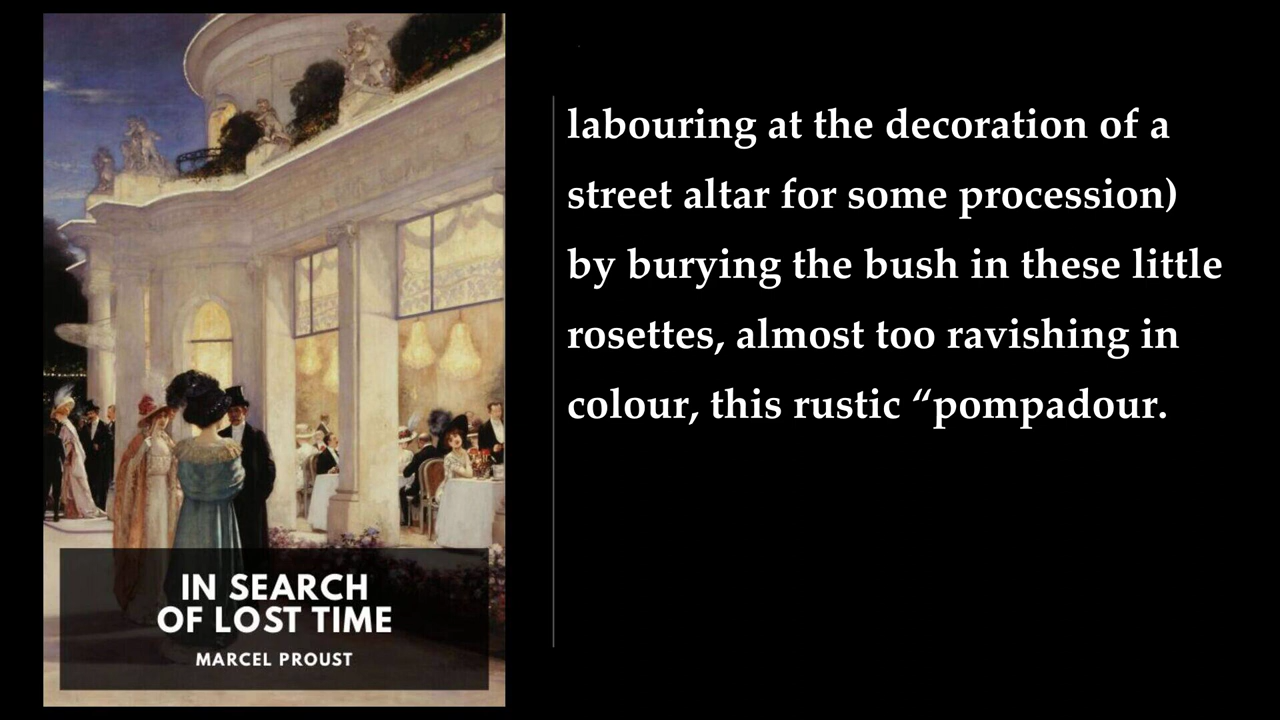 labouring at the decoration of a
street altar for some procession)
by burying the bush in these little
rosettes, almost too ravishing in
colour, this rustic “pompadour.
IN SEARCH
OF LOST TIME
MARCEL PROUST